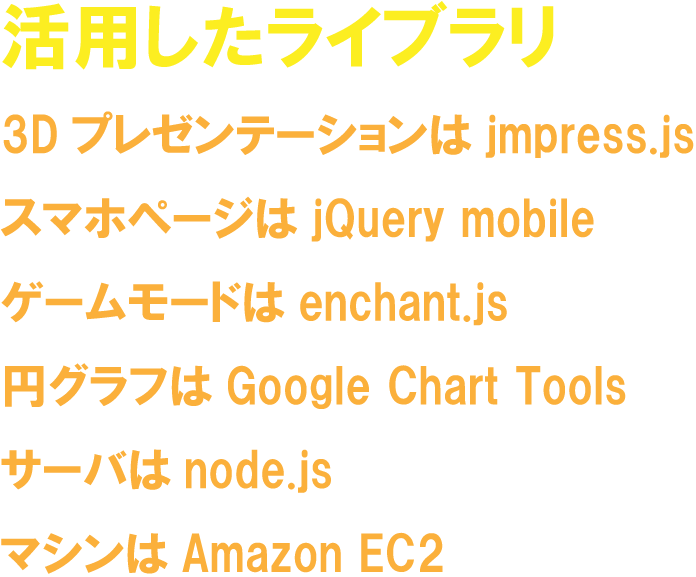 活用したライブラリ
3D プレゼンテーションは jmpress.js
スマホページは jQuery mobile
ゲームモードは enchant.js
円グラフは Google Chart Tools
サーバは node.js
マシンは Amazon EC2